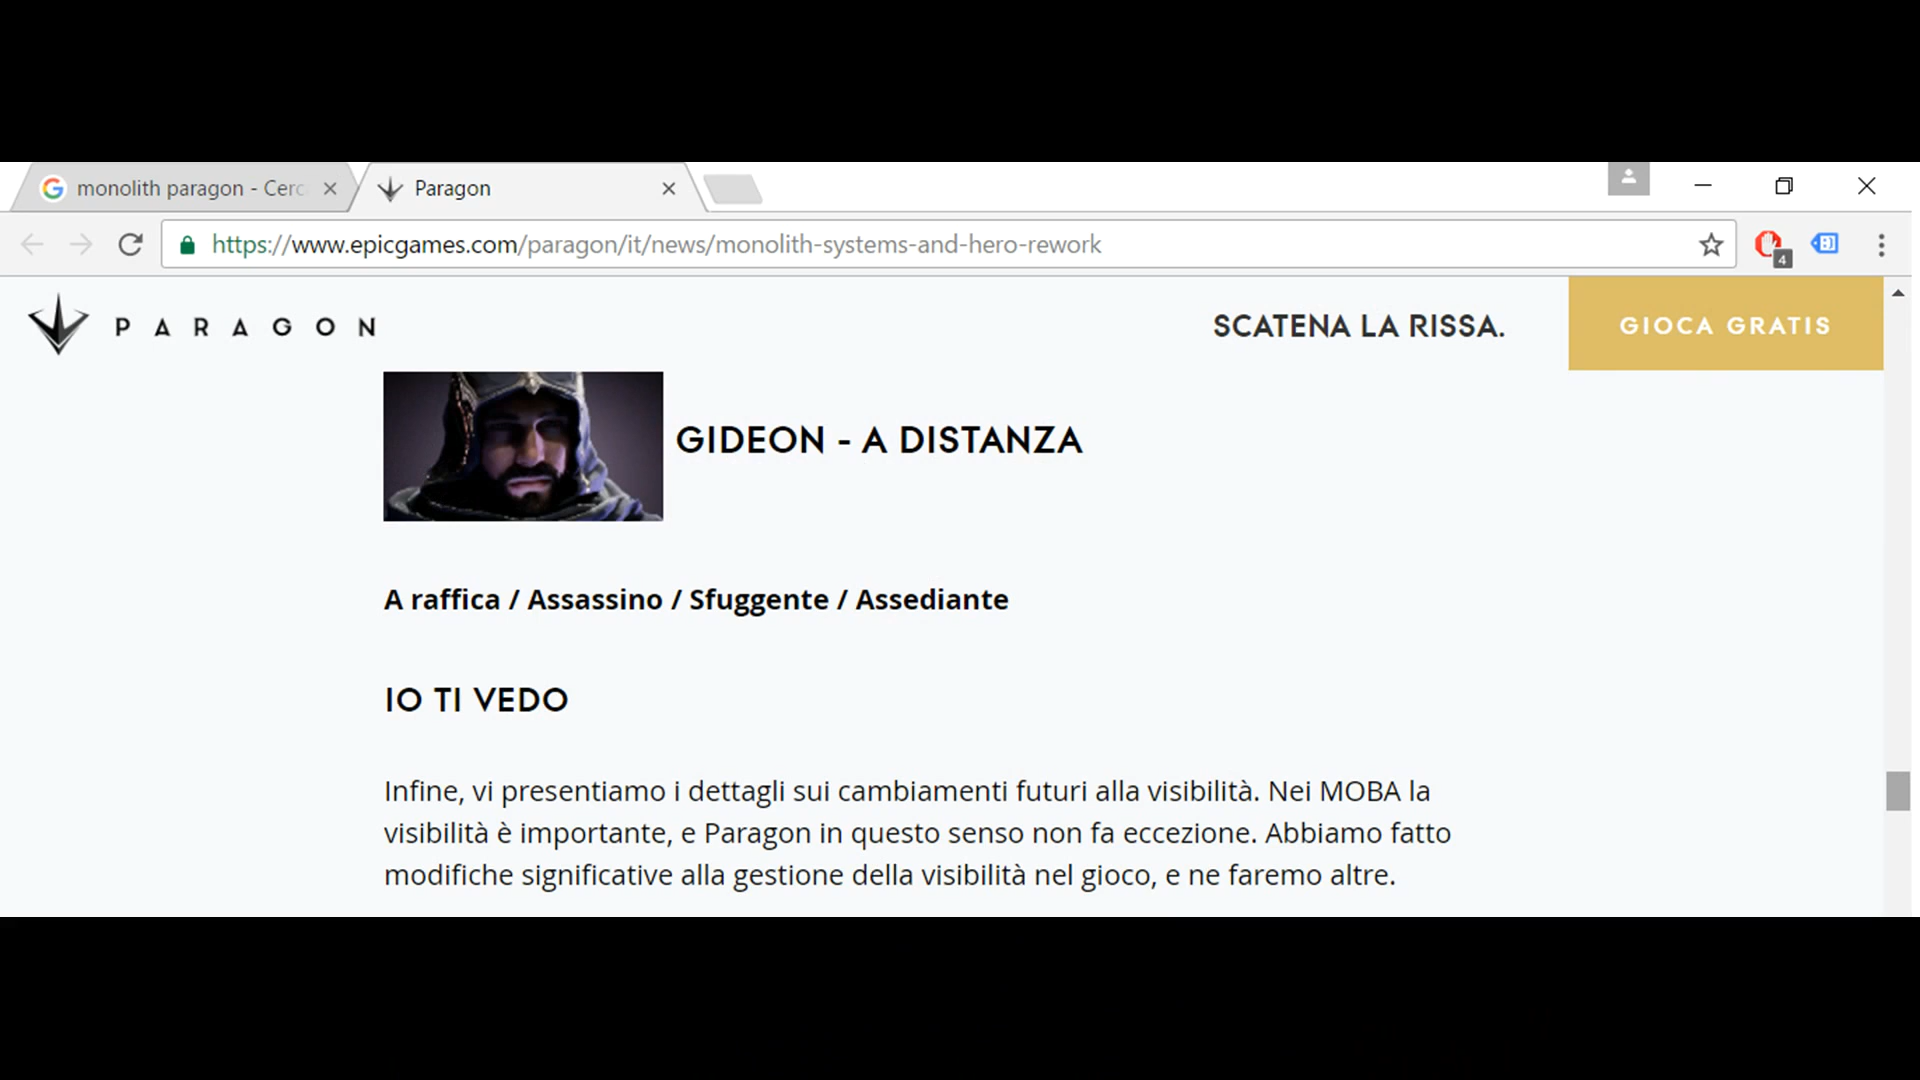 monolith paragon - Cerc
Paragon
https://www.epicgames.com/paragon/it/news/monolith-systems-and-hero-rework
4
PARAGON
SCATENA LA RISSA.
GIOCA GRATIS
GIDEON - A DISTANZA
A raffica / Assassino / Sfuggente / Assediante
IO TI VEDO
Infine, vi presentiamo i dettagli sui cambiamenti futuri alla visibilità. Nei MOBA la
visibilità è importante, e Paragon in questo senso non fa eccezione. Abbiamo fatto
modifiche significative alla gestione della visibilità nel gioco, e ne faremo altre.